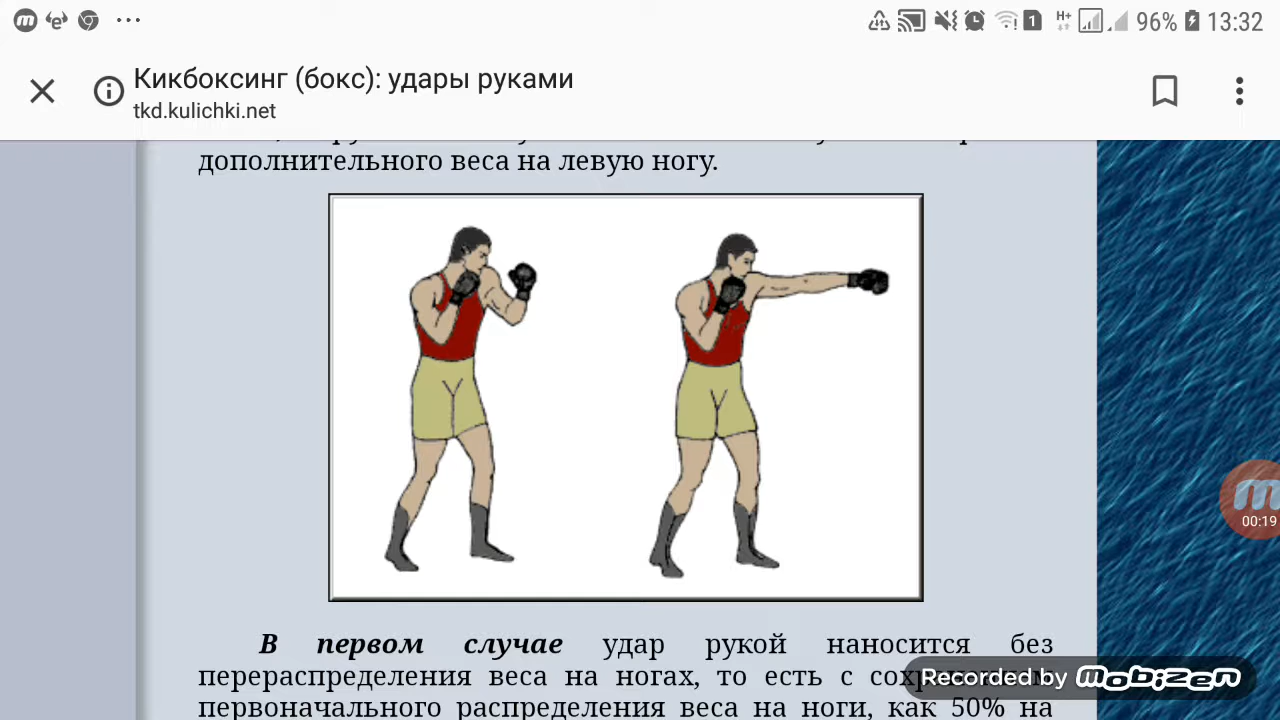 96% 13:32
1
H+
Кикбоксинг (бокс): удары руками
tkd.kulichki.net
дополнительного веса на левую ногу.
00:19
В первом случае удар рукой наносится без
перераспределения веса на ногах, то есть с
Recorded by mobizen
первоначального распределения веса на ноги, как 50% на